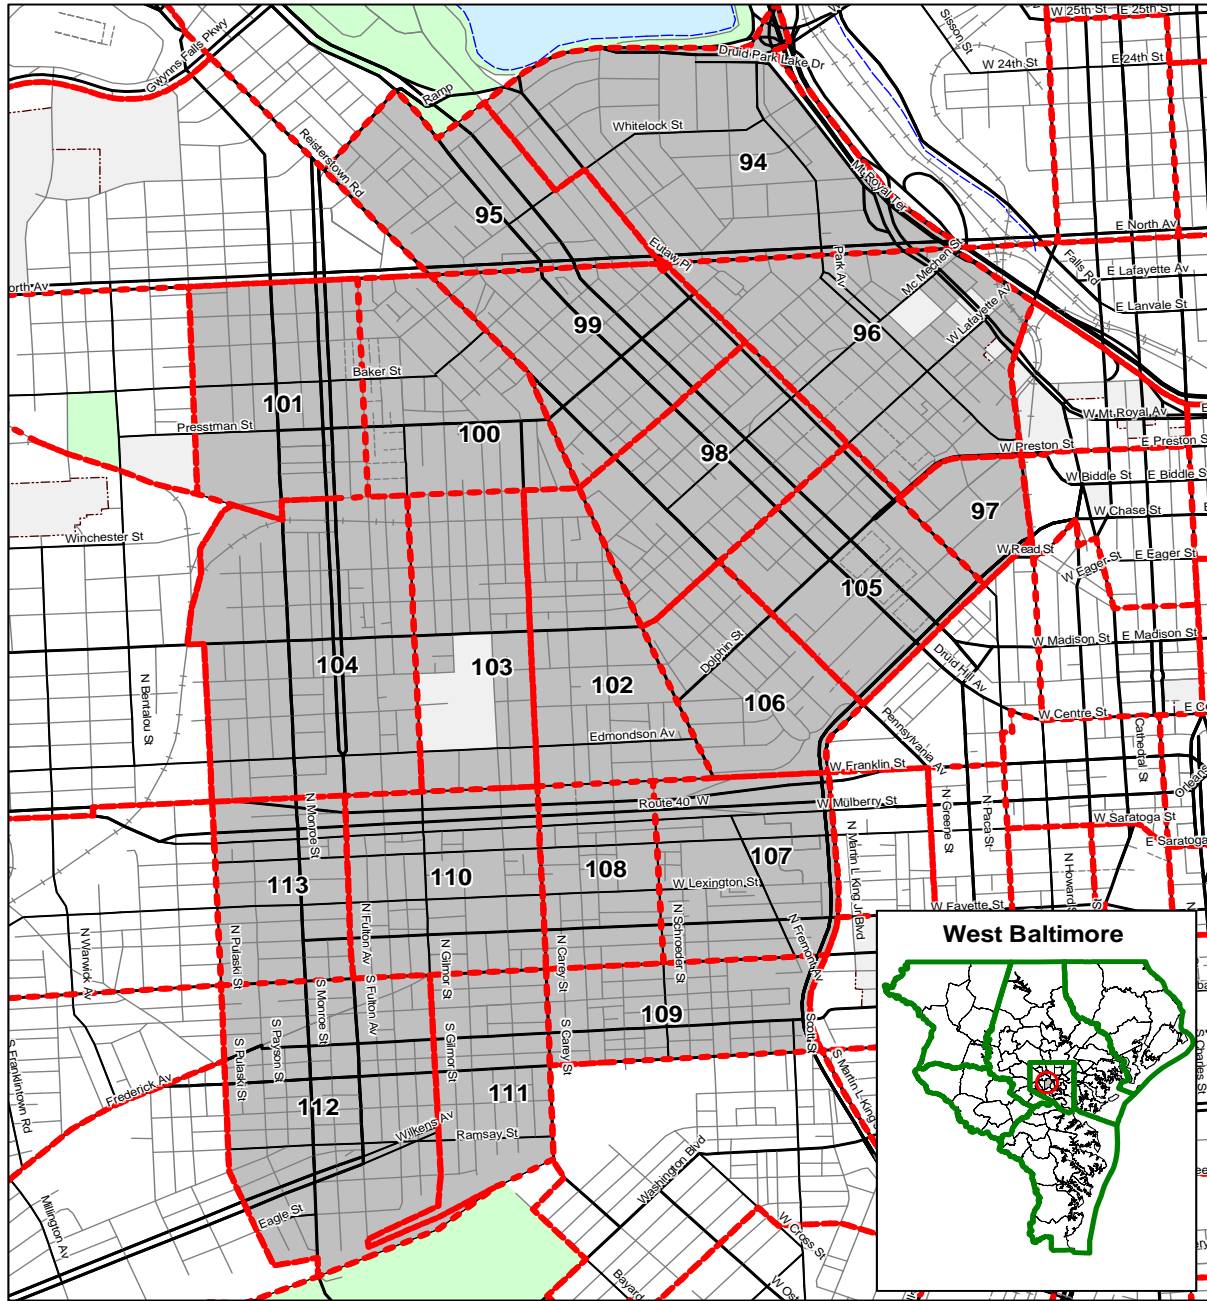 W 25th St
E 25th St
Sisson St
W 24th St
E 24th St
Gwynns Falls Pkwy
Druid Park Lake Dr
Ramp
Whitelock St
Reisterstown Rd
94
Mt Royal Ter
95
E North Av
Eutaw Pl
Park Av
Mc Mechen St
Falls Rd
E Lafayette Av
orth Av
E Lanvale St
99
96
W Lafayette Av
Baker St
101
W Mt Royal Av
E
Presstman St
100
W Preston St
E Preston S
98
W Biddle St
E Biddle S
97
W Chase St
E
Winchester St
W Read St
W Eager St
E Eager St
105
Dolphin St
W Madison St
E Madison St
104
103
102
Druid Hill Av
N Bentalou St
106
W Centre St
E C
Edmondson Av
Pennsylvania Av
Cathedral St
W Franklin St
Orleans
Route 40 W
W Mulberry St
N Monroe St
N Greene St
N Paca St
W Saratoga St
E Saratoga
107
108
110
113
W Lexington St
N Martin L King Jr Blvd
N Howard S
W Fayette St
N Fulton Av
N Schroeder St
N Fremont Av
N Warwick Av
N Pulaski St
N Gilmor St
N Carey St
West Baltimore
S Monroe St
S Fulton Av
109
Scott St
S Franklintown Rd
S Pulaski St
S Payson St
S Gilmor St
S Carey St
S Martin L King
S Charles St
Frederick Av
111
112
Wilkens Av
Ramsay St
Washington Blvd
Eagle St
Millington Av
W Cross St
Bayard
W Ost